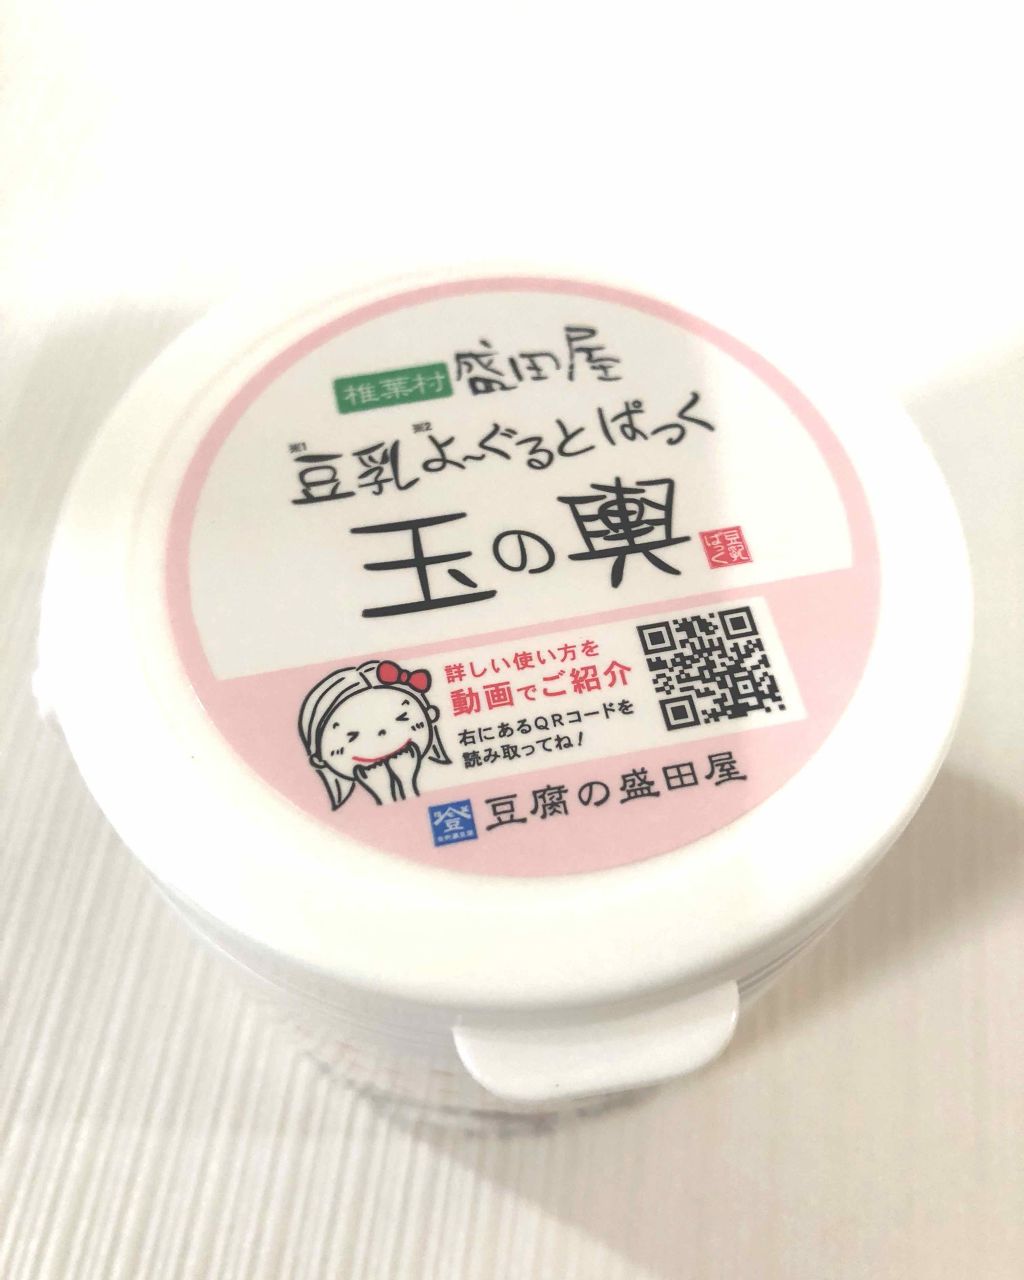 椎葉村 盛田屋
※1 ※2
豆乳よ〜ぐるとぱっく
玉の輿
豆乳ぱっく
詳しい使い方を
動画でご紹介
右にあるQRコードを
読み取ってね!
豆腐の盛田屋